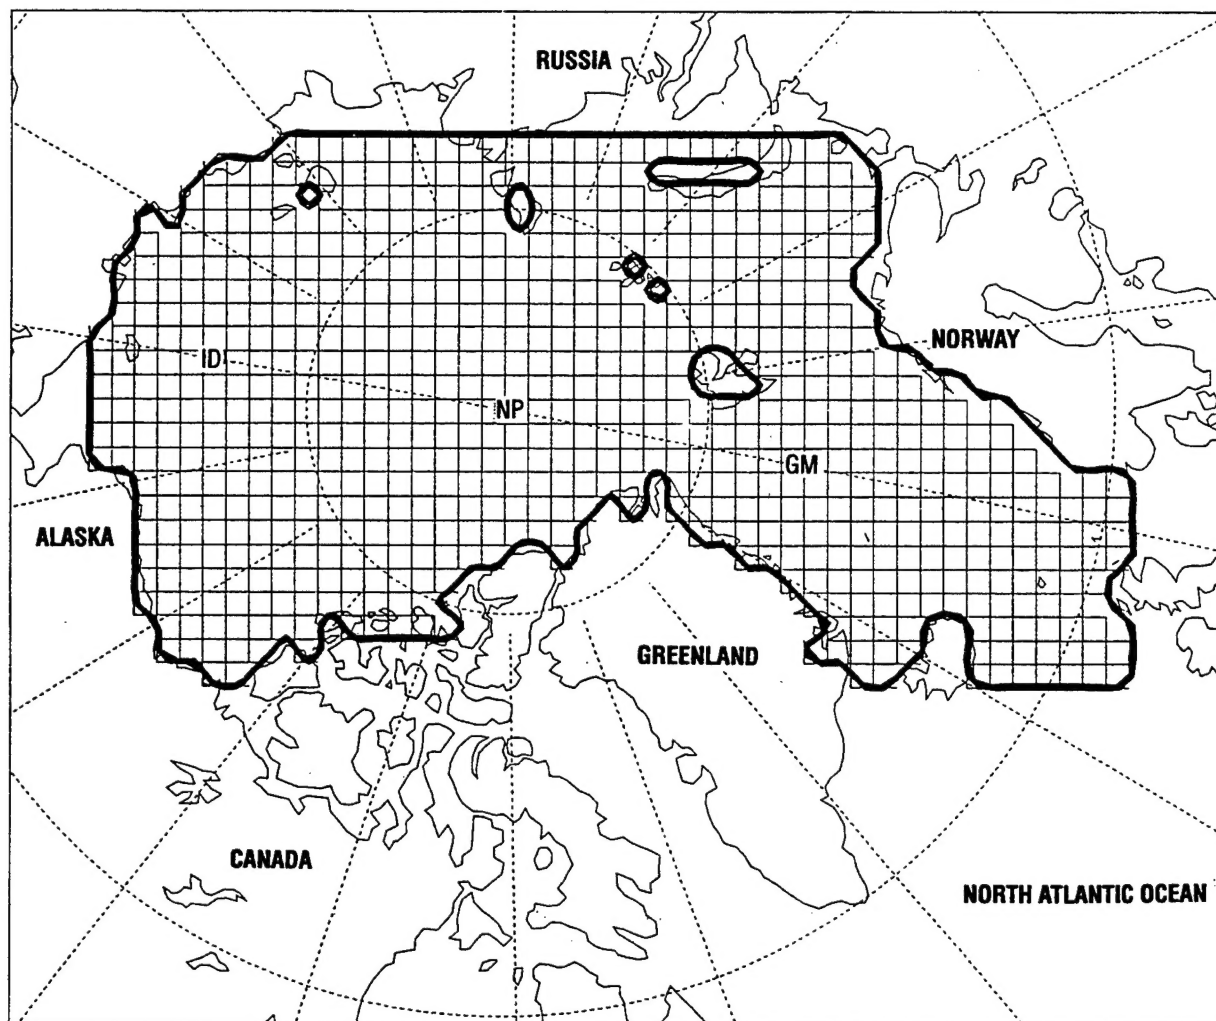 RUSSIA
NORWAY
ID
NP
GM
ALASKA
GREENLAND
CANADA
NORTH ATLANTIC OCEAN